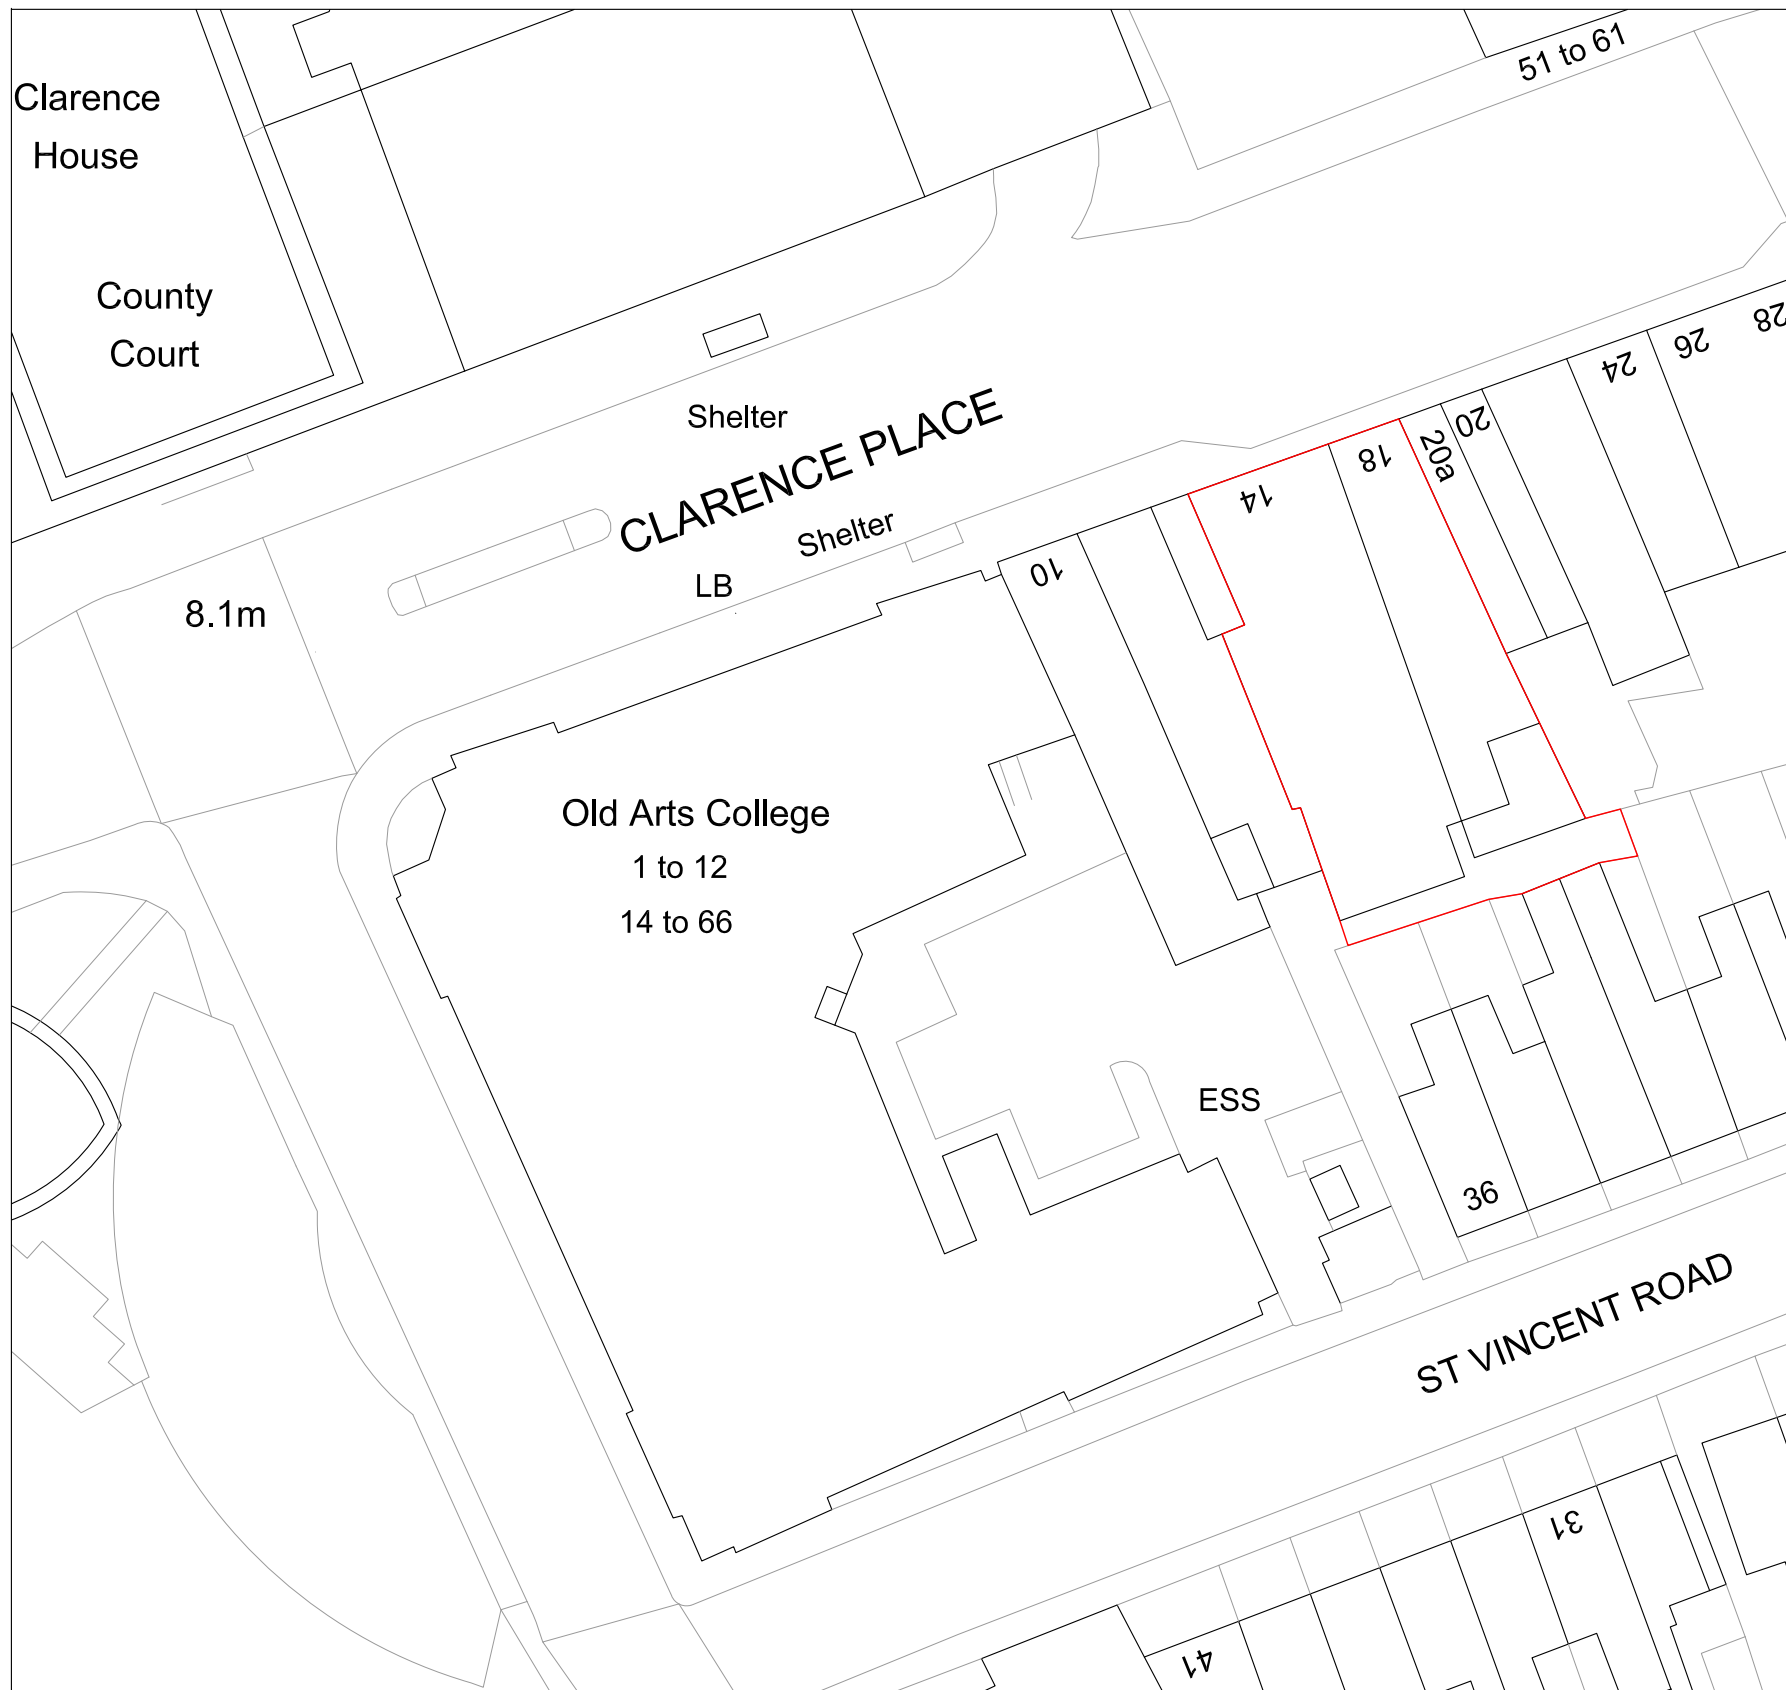 51 to 61
Clarence
House
County
Court
28
26
24
Shelter
CLARENCE PLACE
20
20a
18
14
Shelter
10
LB
8.1m
Old Arts College
1 to 12
14 to 66
ESS
36
ST VINCENT ROAD
31
41